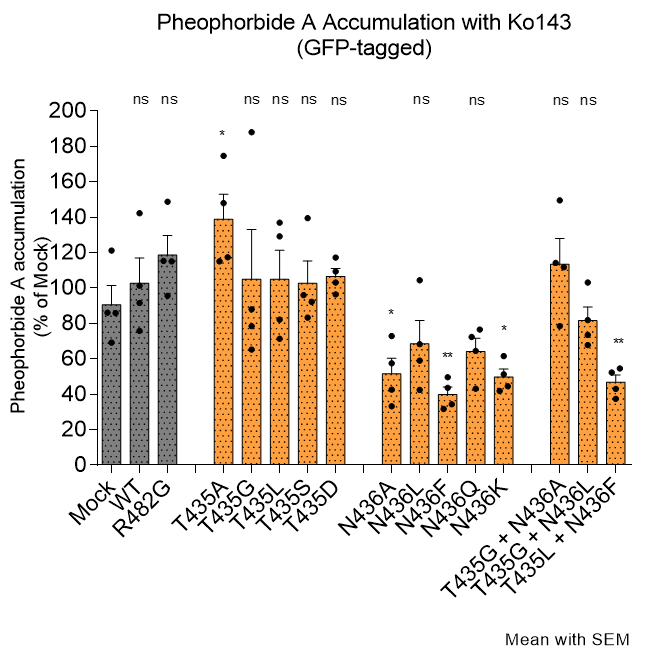 Pheophorbide A Accumulation with Ko143
(GFP-tagged)
ns ns * ns ns ns ns * ns ** ns * ns ns **
Pheophorbide A accumulation
(% of Mock)
200
180
160
140
120
100
80
60
40
20
0
Mock WT R482G T435A T435G T435L T435S T435D N436A N436L N436F N436Q N436K T435G + N436A T435G + N436L T435L + N436F
Mean with SEM